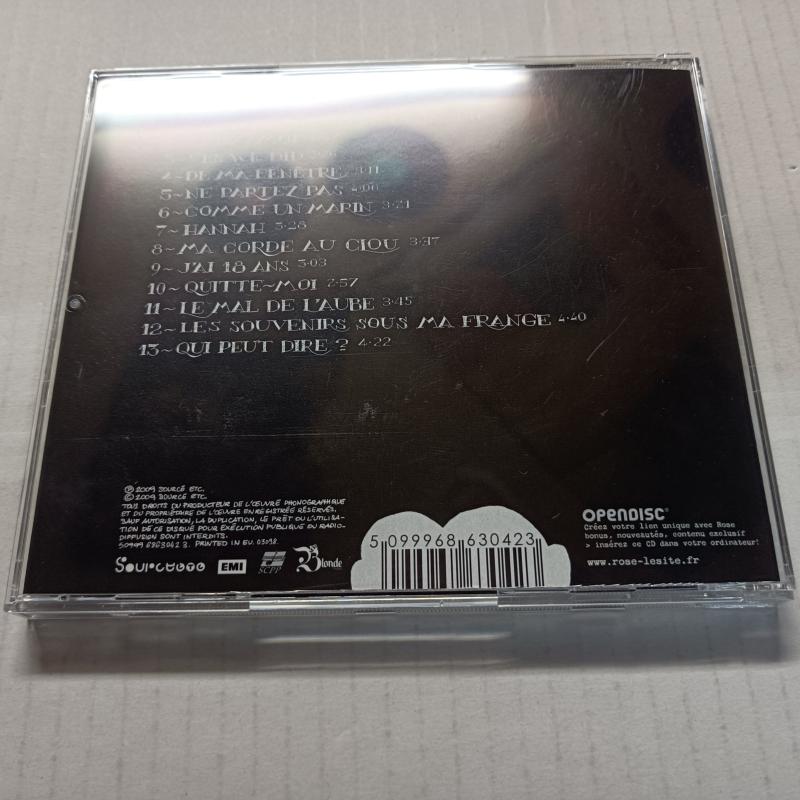 4~ DE MA FENÊTRE 3:11
5~ NE PARTEZ PAS 4:00
6~ COMME UN MARIN 3:21
7~ HANNAH 3:28
8~ MA CORDE AU CLOU 3:37
9~ J'AI 18 ANS 3:03
10~ QUITTE~MOI 2:57
11~ LE MAL DE L'AUBE 3:45
12~ LES SOUVENIRS SOUS MA FRANGE 4:40
13~ QUI PEUT DIRE ? 4:22
℗ 2009 SOURCE ETC.
© 2009 SOURCE ETC.
TOUS DROITS DU PRODUCTEUR DE L'ŒUVRE PHONOGRAPHIQUE
ET DU PROPRIÉTAIRE DE L'ŒUVRE ENREGISTRÉE RÉSERVÉS.
SAUF AUTORISATION, LA DUPLICATION, LE PRÊT OU L'UTILISA-
TION DE CE DISQUE POUR EXÉCUTION PUBLIQUE OU RADIO-
DIFFUSION SONT INTERDITS.
50999 6863042 3. PRINTED IN EU.
EMI SCPP Blonde
5 099968 630423
OPENDISC
Créez votre lien unique avec Rose
bonus, nouveautés, contenu exclusif
> insérez ce CD dans votre ordinateur!
www.rose-lesite.fr